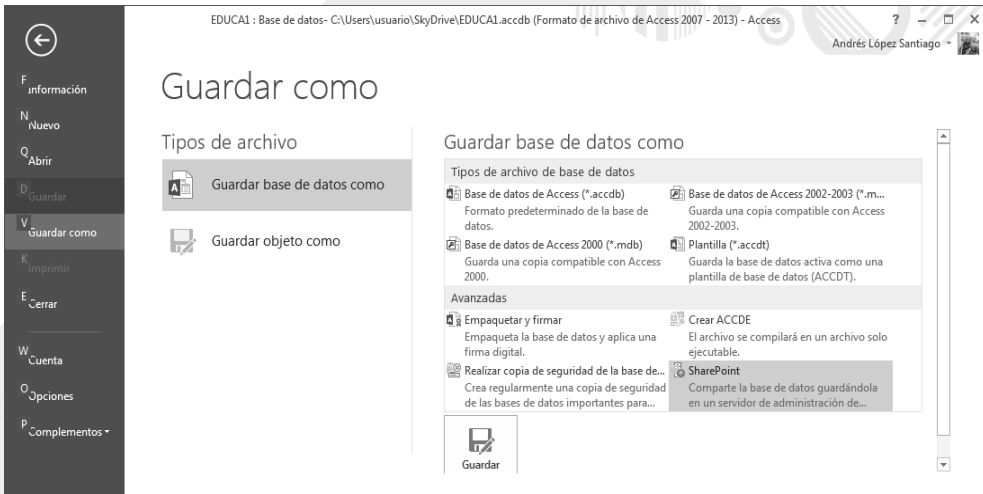 EDUCA1 : Base de datos- C:\Users\usuario\SkyDrive\EDUCA1.accdb (Formato de archivo de Access 2007 - 2013) - Access
?
Andrés López Santiago
F
Información
N
Nuevo
Q
Abrir
D
Guardar
V
Guardar como
K
Imprimir
E
Cerrar
W
Cuenta
O
Opciones
P
Complementos
Guardar como
Tipos de archivo
Guardar base de datos como
Guardar objeto como
Guardar base de datos como
Tipos de archivo de base de datos
Base de datos de Access (*.accdb)
Formato predeterminado de la base de
datos.
Base de datos de Access 2002-2003 (*.m...
Guarda una copia compatible con Access
2002-2003.
Base de datos de Access 2000 (*.mdb)
Guarda una copia compatible con Access
2000.
Plantilla (*.accdt)
Guarda la base de datos activa como una
plantilla de base de datos (ACCDT).
Avanzadas
Empaquetar y firmar
Empaqueta la base de datos y aplica una
firma digital.
Crear ACCDE
El archivo se compilará en un archivo solo
ejecutable.
Realizar copia de seguridad de la base de...
Crea regularmente una copia de seguridad
de las bases de datos importantes para...
SharePoint
Comparte la base de datos guardándola
en un servidor de administración de...
Guardar